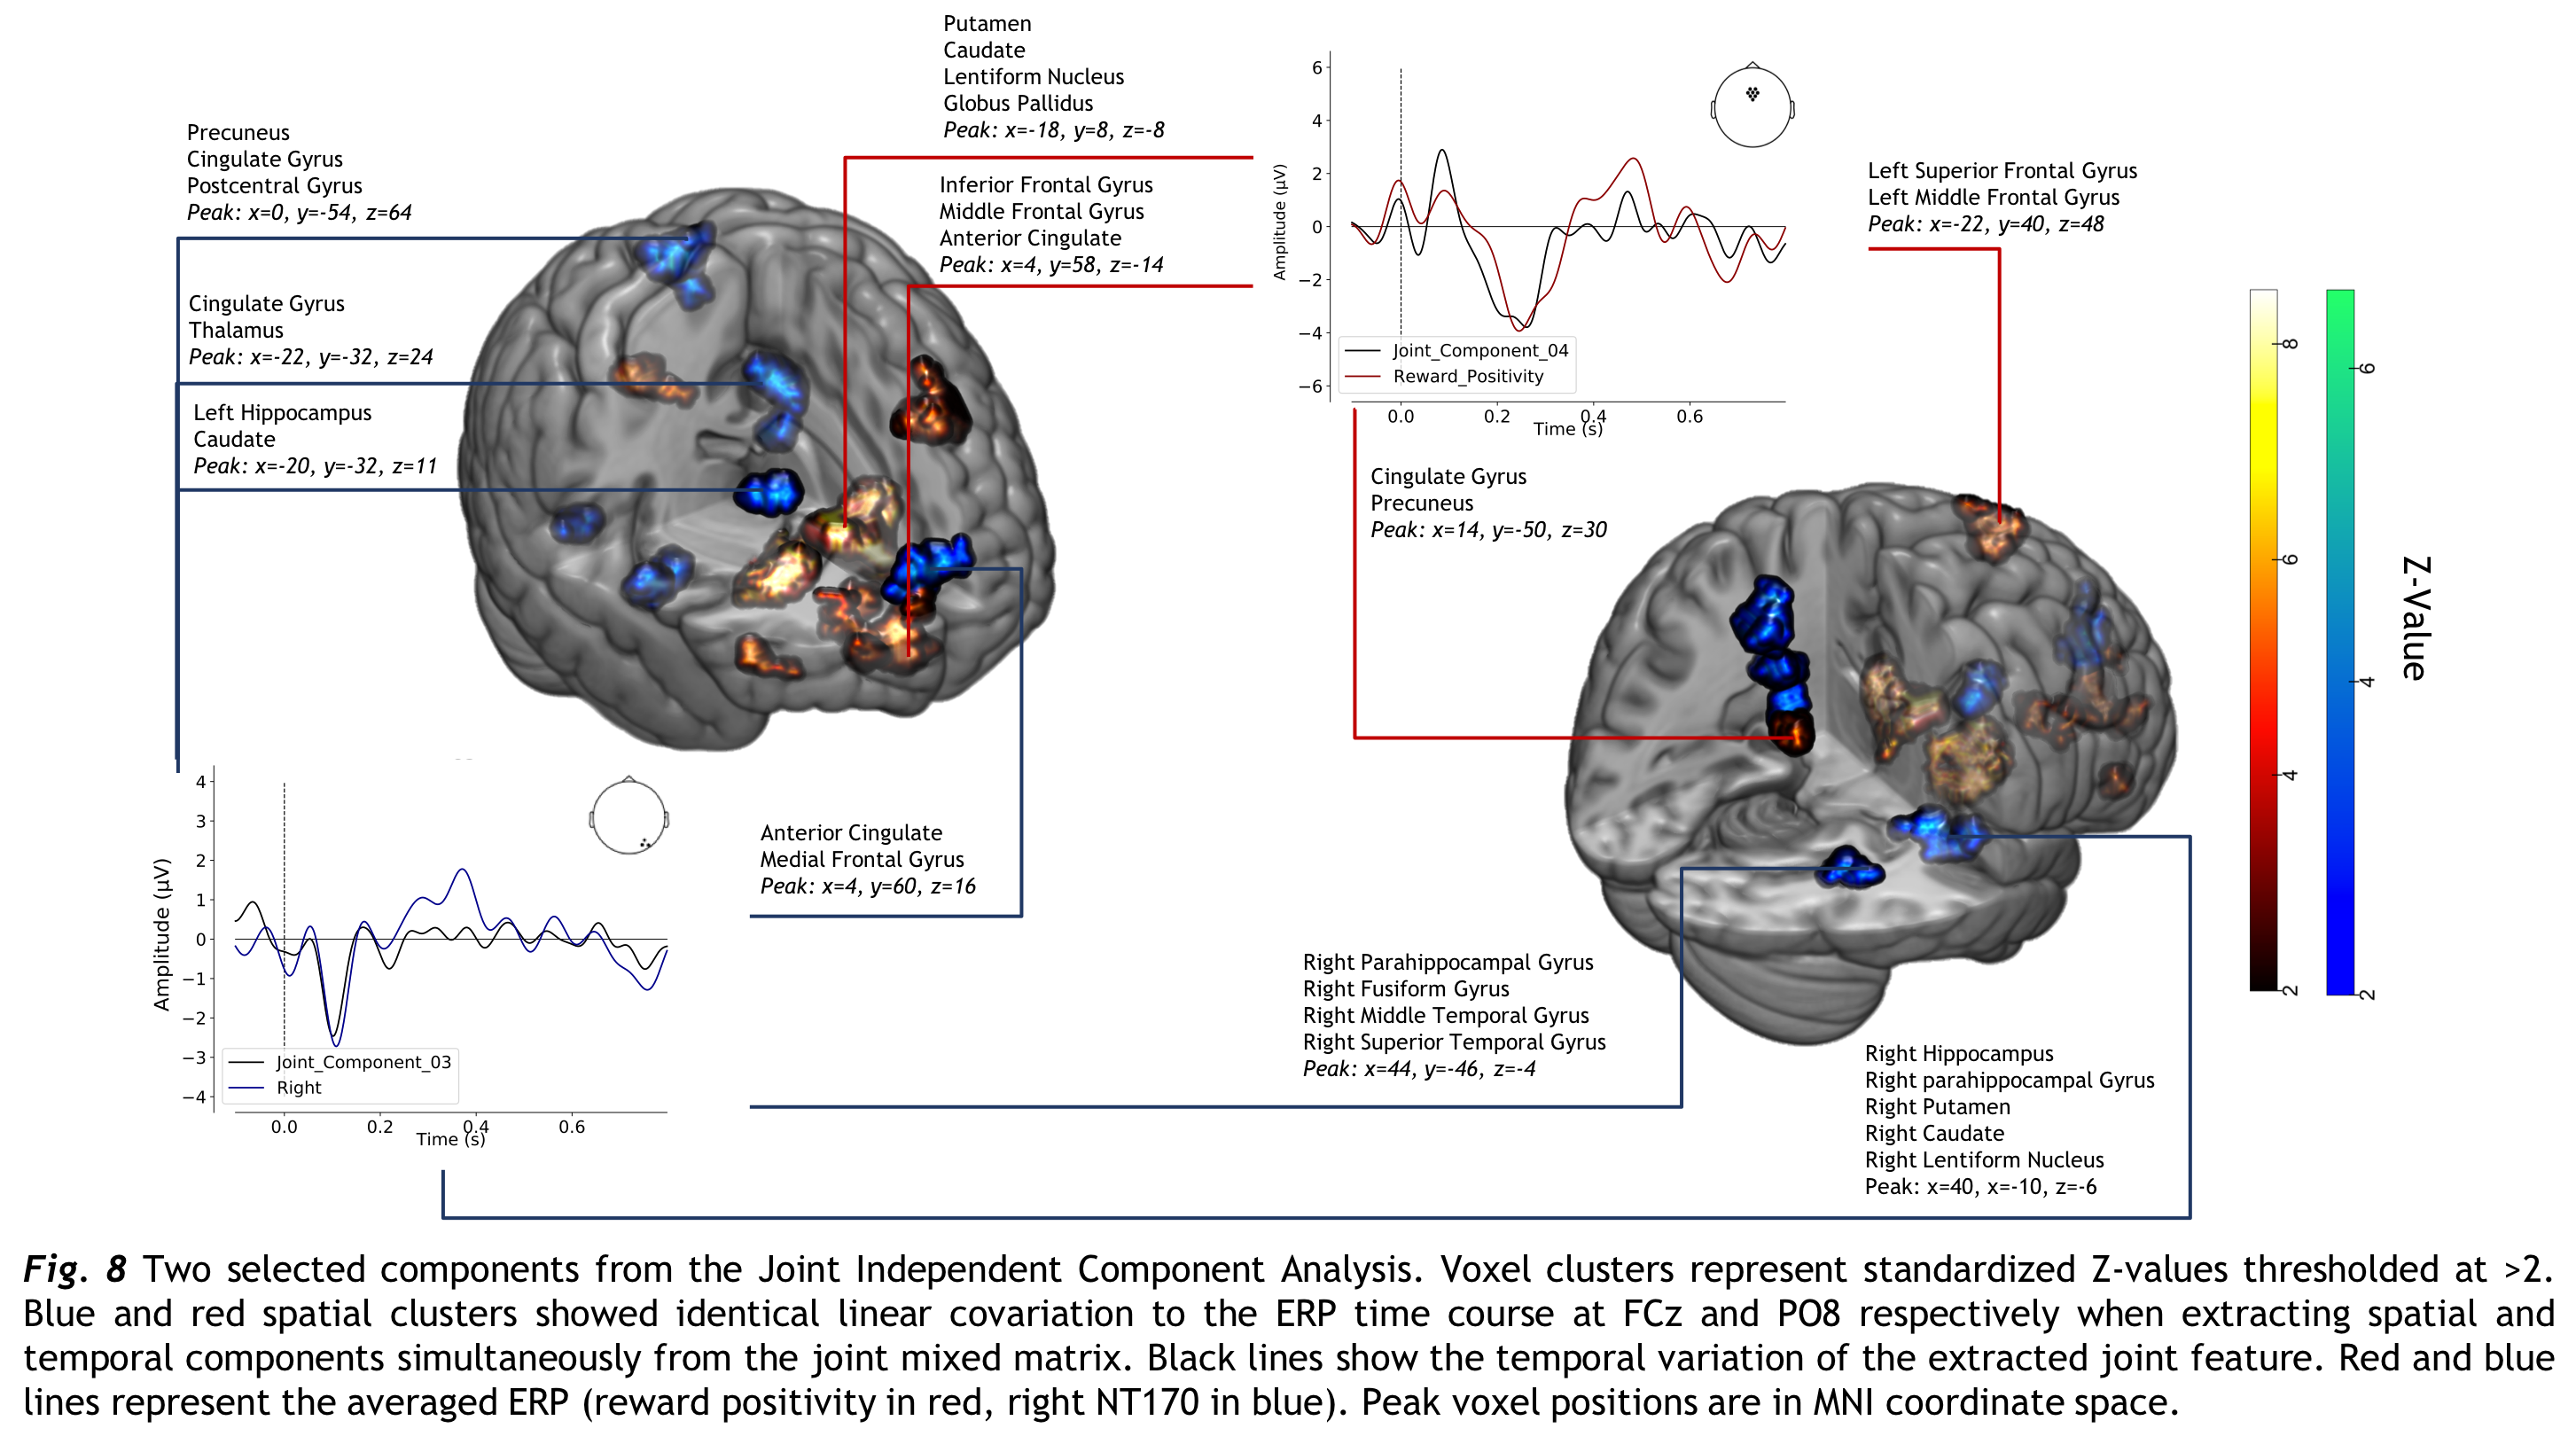 Putamen
Caudate
Lentiform Nucleus
Globus Pallidus
Peak: x=-18, y=8, z=-8
Precuneus
Cingulate Gyrus
Postcentral Gyrus
Peak: x=0, y=-54, z=64
Inferior Frontal Gyrus
Middle Frontal Gyrus
Anterior Cingulate
Peak: x=4, y=58, z=-14
Cingulate Gyrus
Thalamus
Peak: x=-22, y=-32, z=24
Left Hippocampus
Caudate
Peak: x=-20, y=-32, z=11
6
4
2
0
−2
−4
−6
Amplitude (µV)
Joint_Component_04
Reward_Positivity
0.0 0.2 0.4 0.6
Time (s)
Left Superior Frontal Gyrus
Left Middle Frontal Gyrus
Peak: x=-22, y=40, z=48
Cingulate Gyrus
Precuneus
Peak: x=14, y=-50, z=30
8
6
4
2
6
4
2
Z-Value
4
3
2
1
0
−1
−2
−3
−4
Amplitude (µV)
Joint_Component_03
Right
0.0 0.2 0.4 0.6
Time (s)
Anterior Cingulate
Medial Frontal Gyrus
Peak: x=4, y=60, z=16
Right Parahippocampal Gyrus
Right Fusiform Gyrus
Right Middle Temporal Gyrus
Right Superior Temporal Gyrus
Peak: x=44, y=-46, z=-4
Right Hippocampus
Right parahippocampal Gyrus
Right Putamen
Right Caudate
Right Lentiform Nucleus
Peak: x=40, x=-10, z=-6
Fig. 8 Two selected components from the Joint Independent Component Analysis. Voxel clusters represent standardized Z-values thresholded at >2.
Blue and red spatial clusters showed identical linear covariation to the ERP time course at FCz and PO8 respectively when extracting spatial and
temporal components simultaneously from the joint mixed matrix. Black lines show the temporal variation of the extracted joint feature. Red and blue
lines represent the averaged ERP (reward positivity in red, right NT170 in blue). Peak voxel positions are in MNI coordinate space.